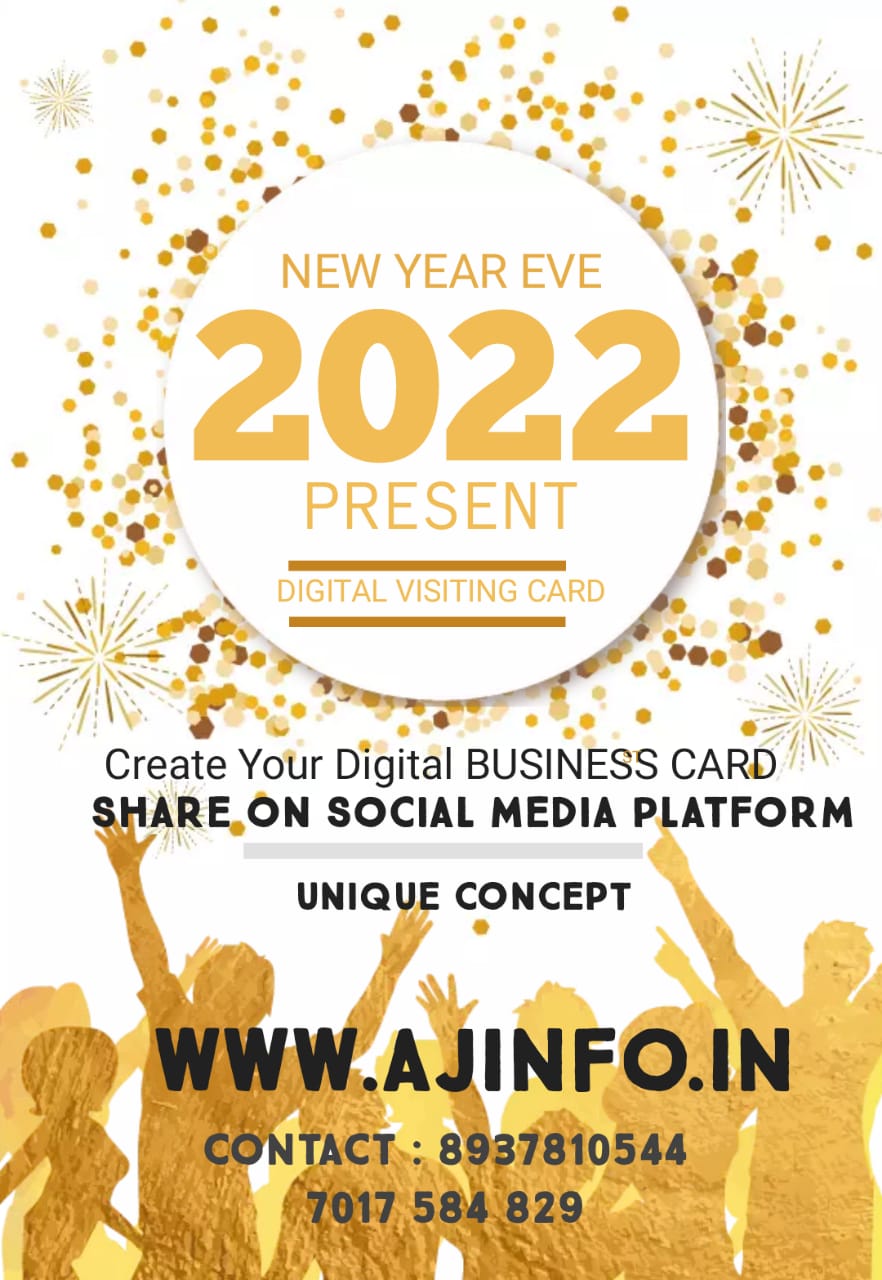 NEW YEAR EVE
2022
PRESENT
DIGITAL VISITING CARD
ST
Create Your Digital BUSINESS CARD
SHARE ON SOCIAL MEDIA PLATFORM
UNIQUE CONCEPT
WWW.AJINFO.IN
CONTACT : 8937810544
7017 584 829